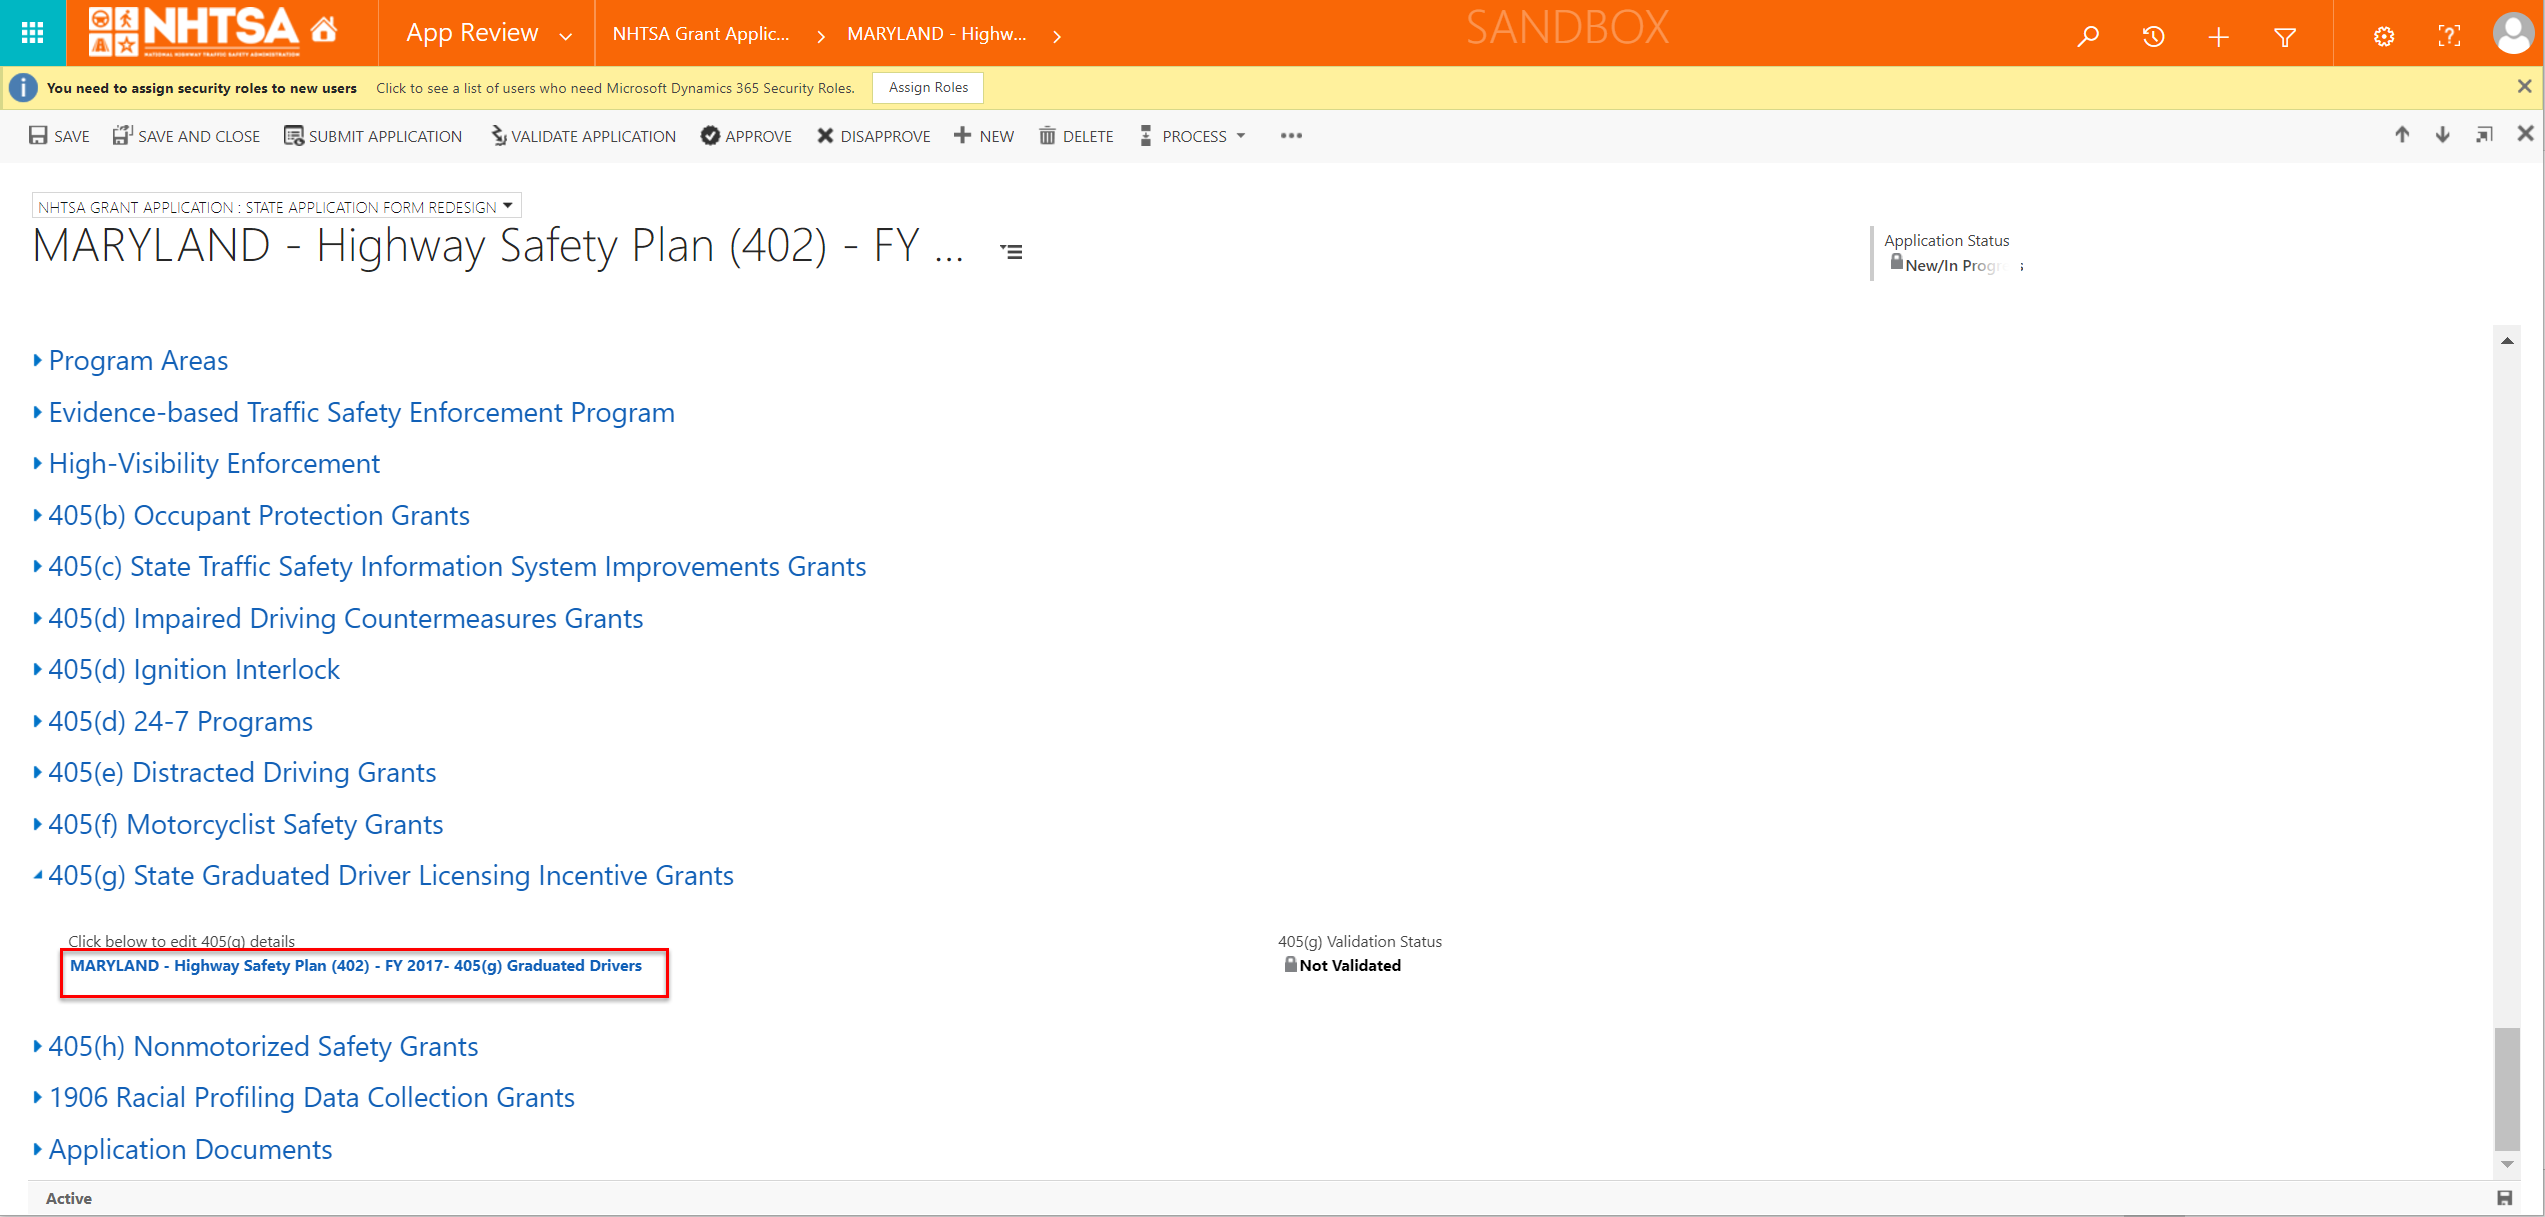 NHTSA
NATIONAL HIGHWAY TRAFFIC SAFETY ADMINISTRATION
App Review
NHTSA Grant Applic...
MARYLAND - Highw...
SANDBOX
You need to assign security roles to new users Click to see a list of users who need Microsoft Dynamics 365 Security Roles. Assign Roles
SAVE SAVE AND CLOSE SUBMIT APPLICATION VALIDATE APPLICATION APPROVE DISAPPROVE NEW DELETE PROCESS
NHTSA GRANT APPLICATION : STATE APPLICATION FORM REDESIGN
MARYLAND - Highway Safety Plan (402) - FY ...
Application Status
New/In Progress
Program Areas
Evidence-based Traffic Safety Enforcement Program
High-Visibility Enforcement
405(b) Occupant Protection Grants
405(c) State Traffic Safety Information System Improvements Grants
405(d) Impaired Driving Countermeasures Grants
405(d) Ignition Interlock
405(d) 24-7 Programs
405(e) Distracted Driving Grants
405(f) Motorcyclist Safety Grants
405(g) State Graduated Driver Licensing Incentive Grants
Click below to edit 405(g) details
MARYLAND - Highway Safety Plan (402) - FY 2017- 405(g) Graduated Drivers
405(g) Validation Status
Not Validated
405(h) Nonmotorized Safety Grants
1906 Racial Profiling Data Collection Grants
Application Documents
Active